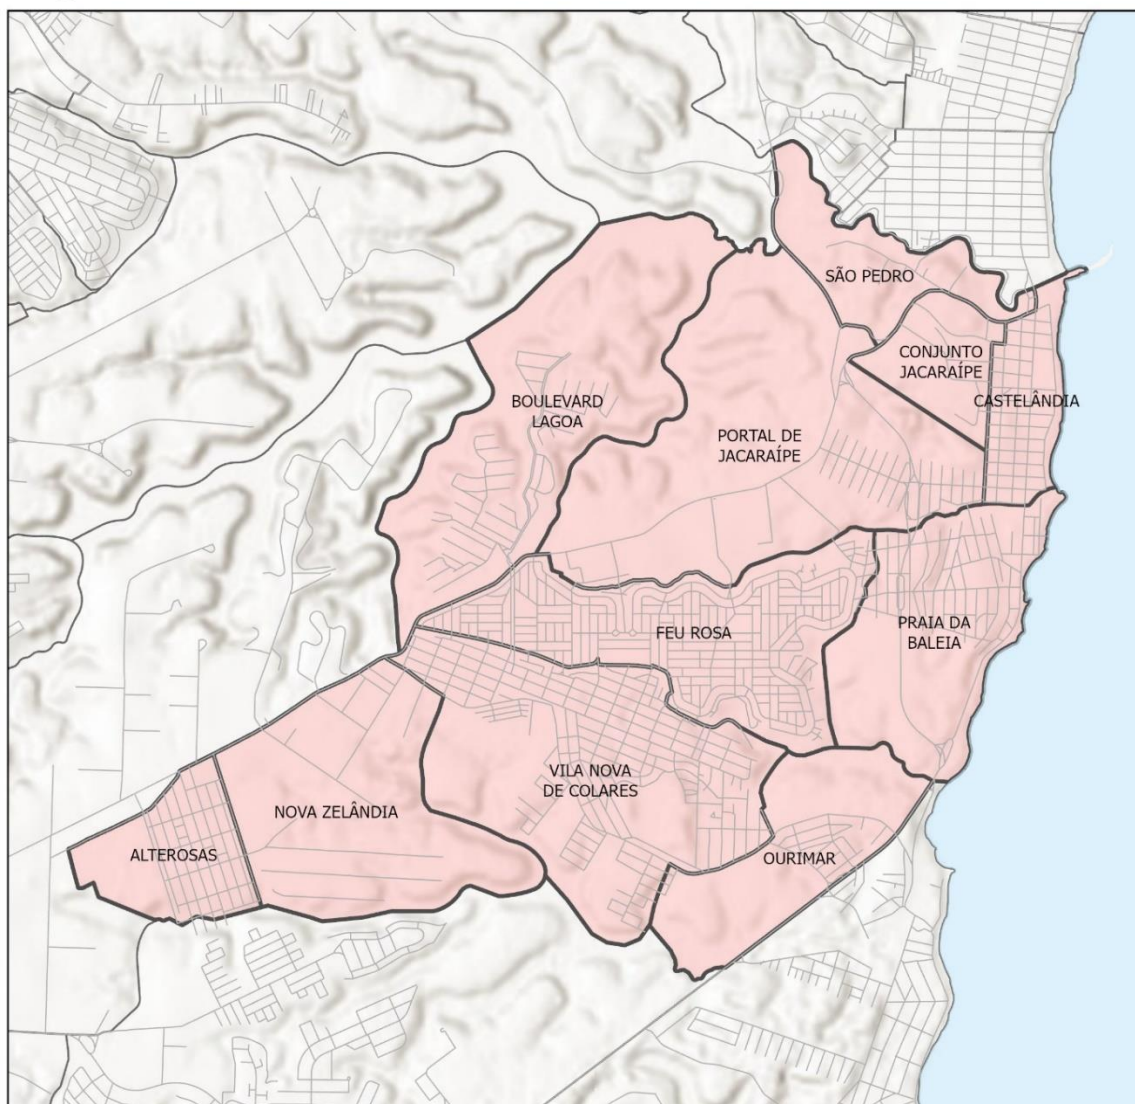 SÃO PEDRO
CONJUNTO
JACARAÍPE
CASTELÂNDIA
BOULEVARD
LAGOA
PORTAL DE
JACARAÍPE
FEU ROSA
PRAIA DA
BALEIA
VILA NOVA
DE COLARES
NOVA ZELÂNDIA
ALTEROSAS
OURIMAR